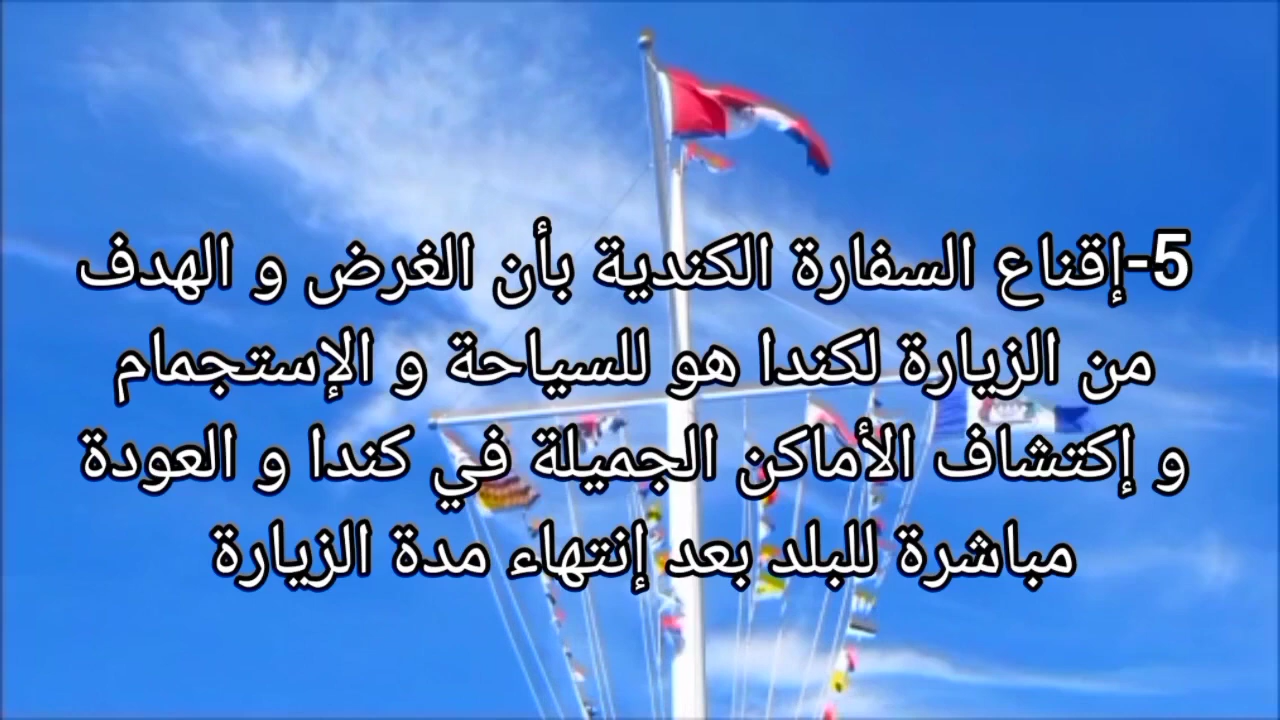 5-إقناع السفارة الكندية بأن الغرض و الهدف
من الزيارة لكندا هو للسياحة و الإستجمام
و إكتشاف الأماكن الجميلة في كندا و العودة
مباشرة للبلد بعد إنتهاء مدة الزيارة